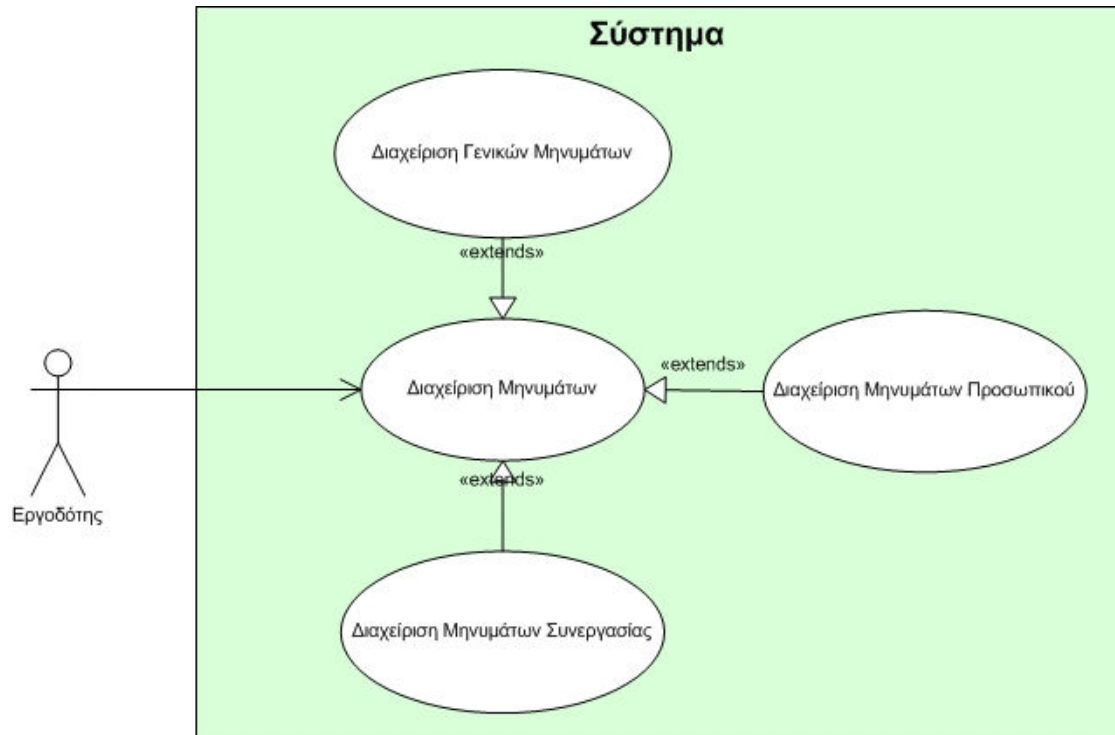 Σύστημα
Διαχείριση Γενικών Μηνυμάτων
«extends»
Διαχείριση Μηνυμάτων
«extends»
Διαχείριση Μηνυμάτων Προσωπικού
«extends»
Εργοδότης
Διαχείριση Μηνυμάτων Συνεργασίας